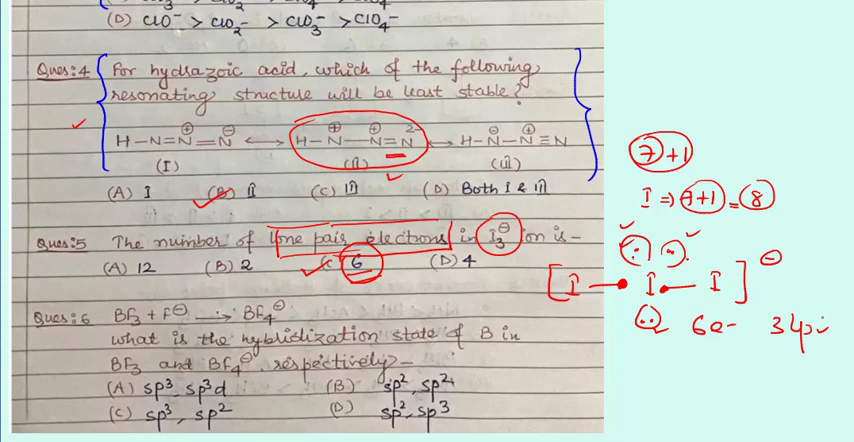 (D) ClO⁻ > ClO₂⁻ > ClO₃⁻ > ClO₄⁻
Ques:4 For hydrazoic acid, which of the following
resonating structure will be least stable?
H–N=N⊕=N⊖ ⟷ H–N⊕–N⊕=N²⁻ ⟷ H–N⊖–N⊕≡N
(I) (ii) (iii)
(A) I (B) ii (C) iii (D) Both I & iii
Ques:5 The number of lone pair electrons in I₃⊖ ion is –
(A) 12 (B) 2 (C 6 (D) 4
Ques:6 BF₃ + F⊖ ⟶ BF₄⊖
what is the hybridization state of B in
BF₃ and BF₄⊖ respectively –
(A) sp³, sp³d (B) sp², sp²
(C) sp³, sp² (D) sp², sp³
7+1
I ⇒ 7+1 = 8
[I – I – I]⊖
6e-